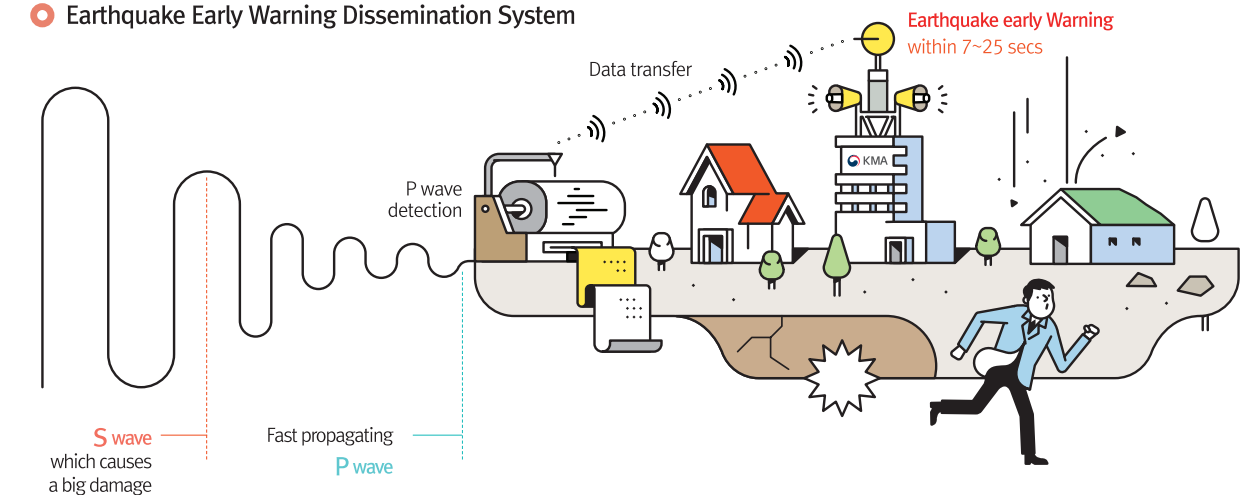 Earthquake Early Warning Dissemination System
Earthquake early Warning
within 7~25 secs
Data transfer
KMA
P wave
detection
S wave
which causes
a big damage
Fast propagating
P wave